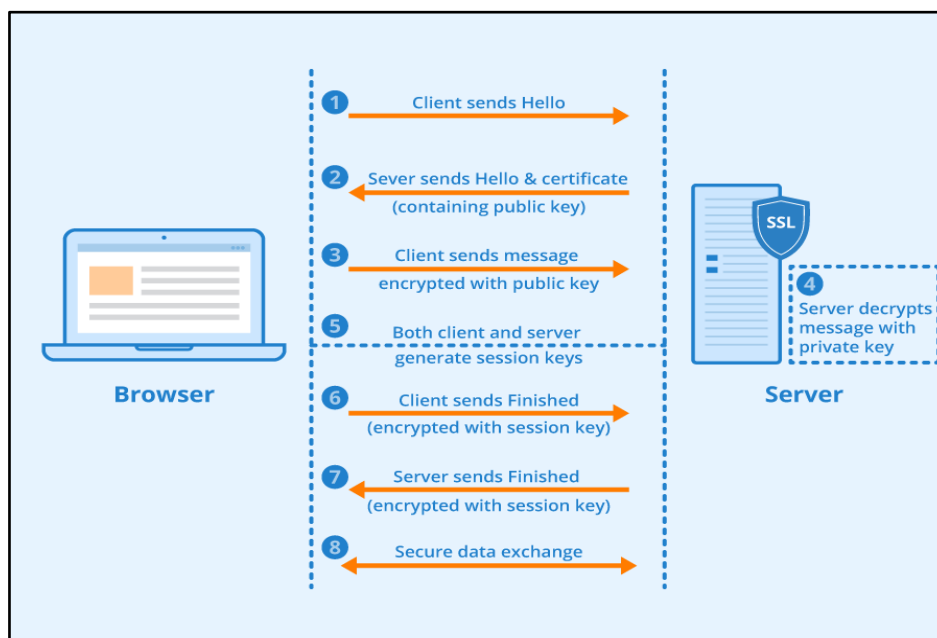 1
Client sends Hello
2
Sever sends Hello & certificate
(containing public key)
3
Client sends message
encrypted with public key
SSL
4
Server decrypts
message with
private key
5
Both client and server
generate session keys
Browser
Server
6
Client sends Finished
(encrypted with session key)
7
Server sends Finished
(encrypted with session key)
8
Secure data exchange